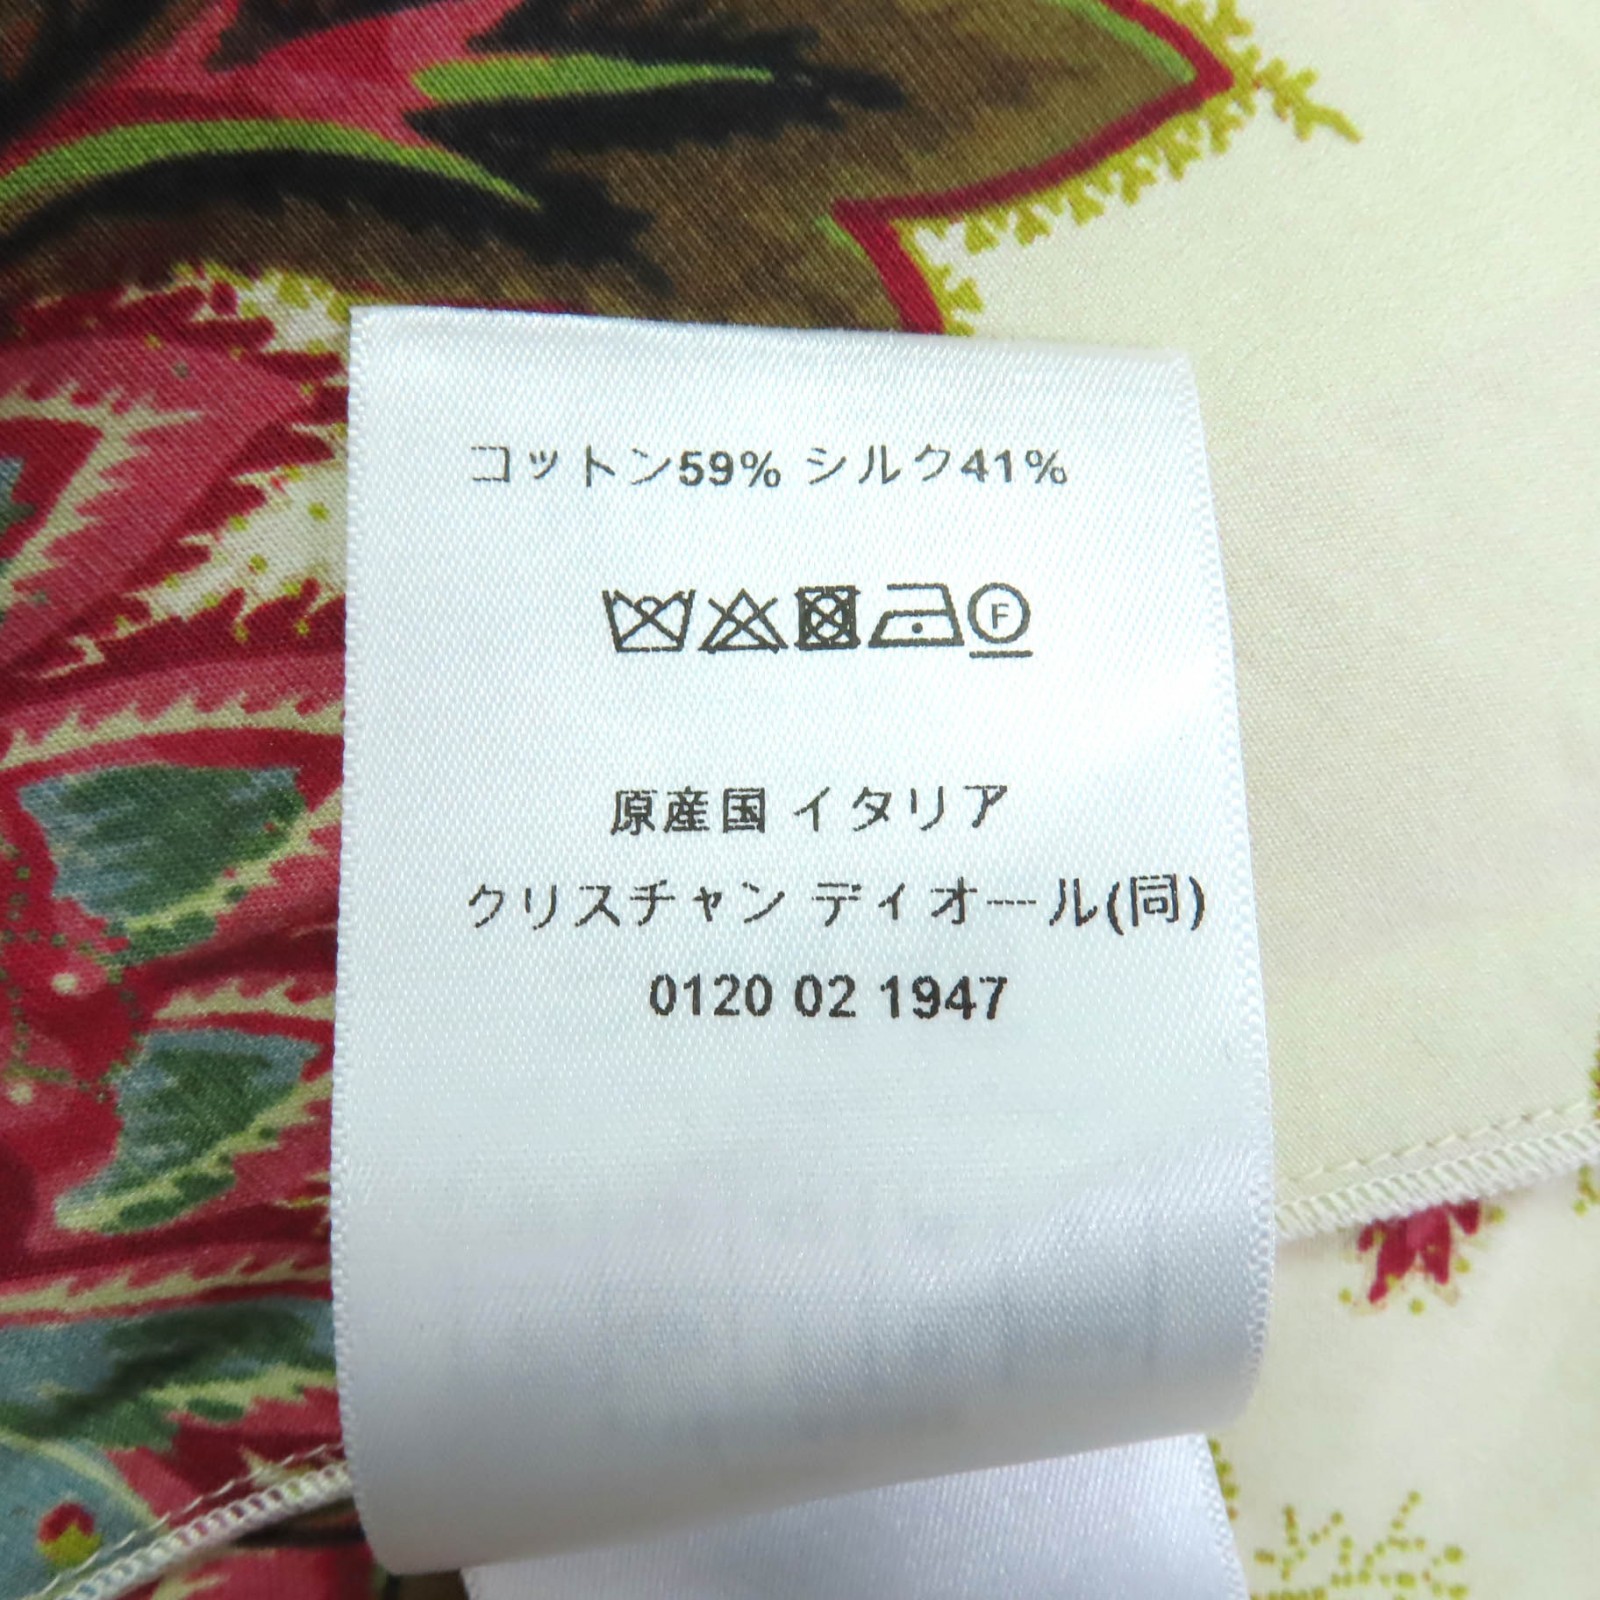 コットン59% シルク41%
F
原産国 イタリア
クリスチャン ディオール(同)
0120 02 1947